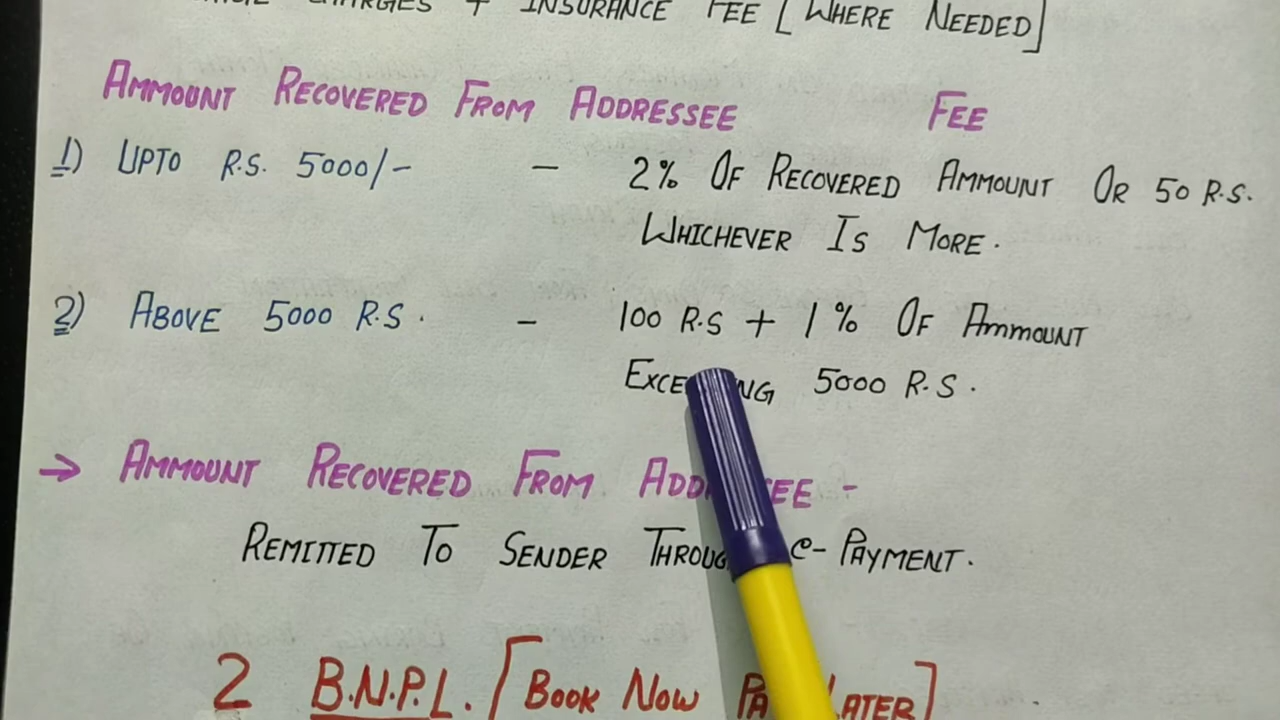 CHARGES + INSURANCE FEE [WHERE NEEDED]
AMMOUNT RECOVERED FROM ADDRESSEE FEE
1) UPTO R.S. 5000/- - 2% OF RECOVERED AMMOUNT OR 50 R.S.
WHICHEVER IS MORE.
2) ABOVE 5000 R.S. - 100 R.S + 1% OF AMMOUNT
5000 R.S.
→ AMMOUNT RECOVERED FROM -
REMITTED TO SENDER e-PAYMENT.
2 B.N.P.L. [BOOK NOW]